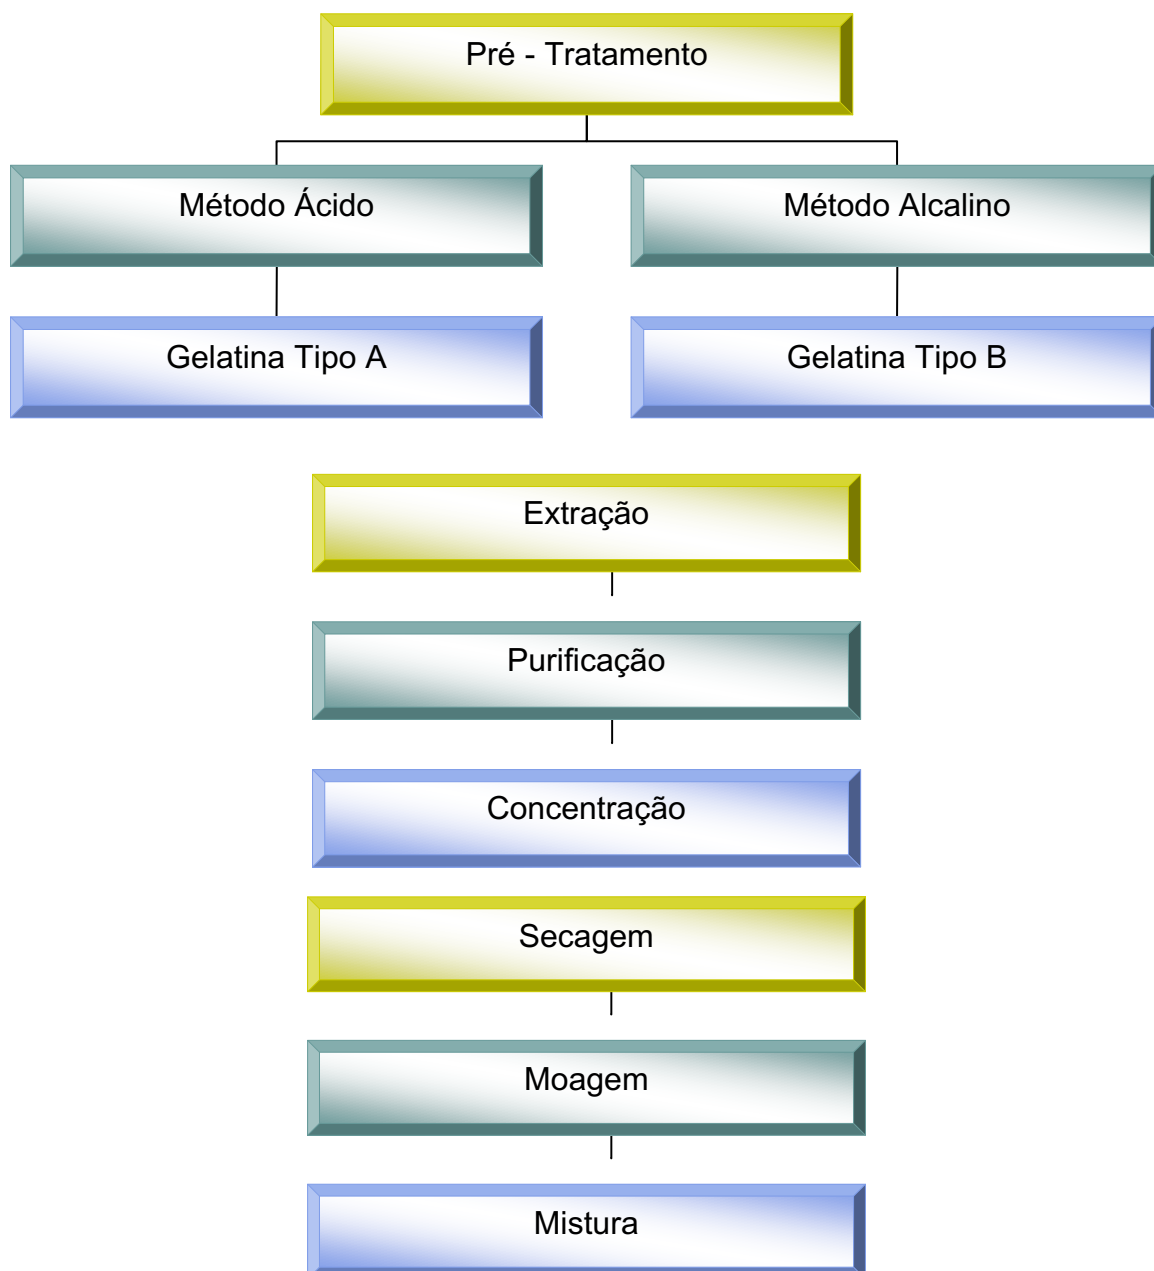 Pré - Tratamento
Método Ácido
Método Alcalino
Gelatina Tipo A
Gelatina Tipo B
Extração
Purificação
Concentração
Secagem
Moagem
Mistura